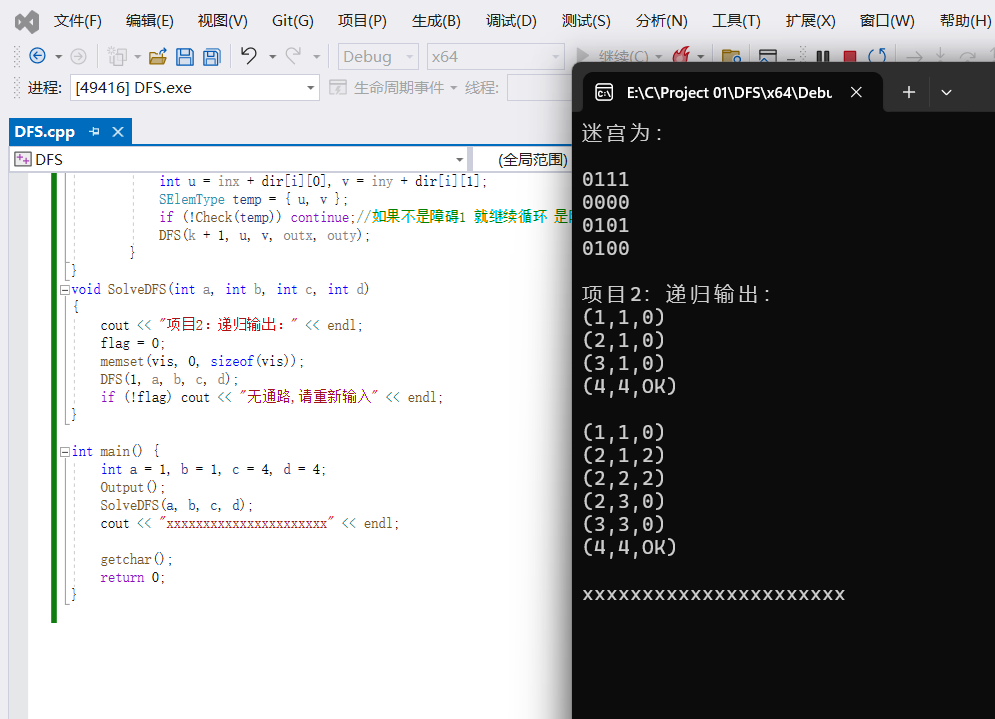 文件(F) 编辑(E) 视图(V) Git(G) 项目(P) 生成(B) 调试(D) 测试(S) 分析(N) 工具(T) 扩展(X) 窗口(W) 帮助(H)
Debug x64 继续(C)
进程: [49416] DFS.exe 生命周期事件 线程:
DFS.cpp
DFS (全局范围)
int u = inx + dir[i][0], v = iny + dir[i][1];
SElemType temp = { u, v };
if (!Check(temp)) continue;//如果不是障碍1 就继续循环 是
DFS(k + 1, u, v, outx, outy);
}
}
void SolveDFS(int a, int b, int c, int d)
{
cout << "项目2: 递归输出: " << endl;
flag = 0;
memset(vis, 0, sizeof(vis));
DFS(1, a, b, c, d);
if (!flag) cout << "无通路,请重新输入" << endl;
}
int main() {
int a = 1, b = 1, c = 4, d = 4;
Output();
SolveDFS(a, b, c, d);
cout << "xxxxxxxxxxxxxxxxxxxxxx" << endl;
getchar();
return 0;
}
E:\C\Project 01\DFS\x64\Debu
迷宫为:
0111
0000
0101
0100
项目2: 递归输出:
(1,1,0)
(2,1,0)
(3,1,0)
(4,4,OK)
(1,1,0)
(2,1,2)
(2,2,2)
(2,3,0)
(3,3,0)
(4,4,OK)
xxxxxxxxxxxxxxxxxxxxxx